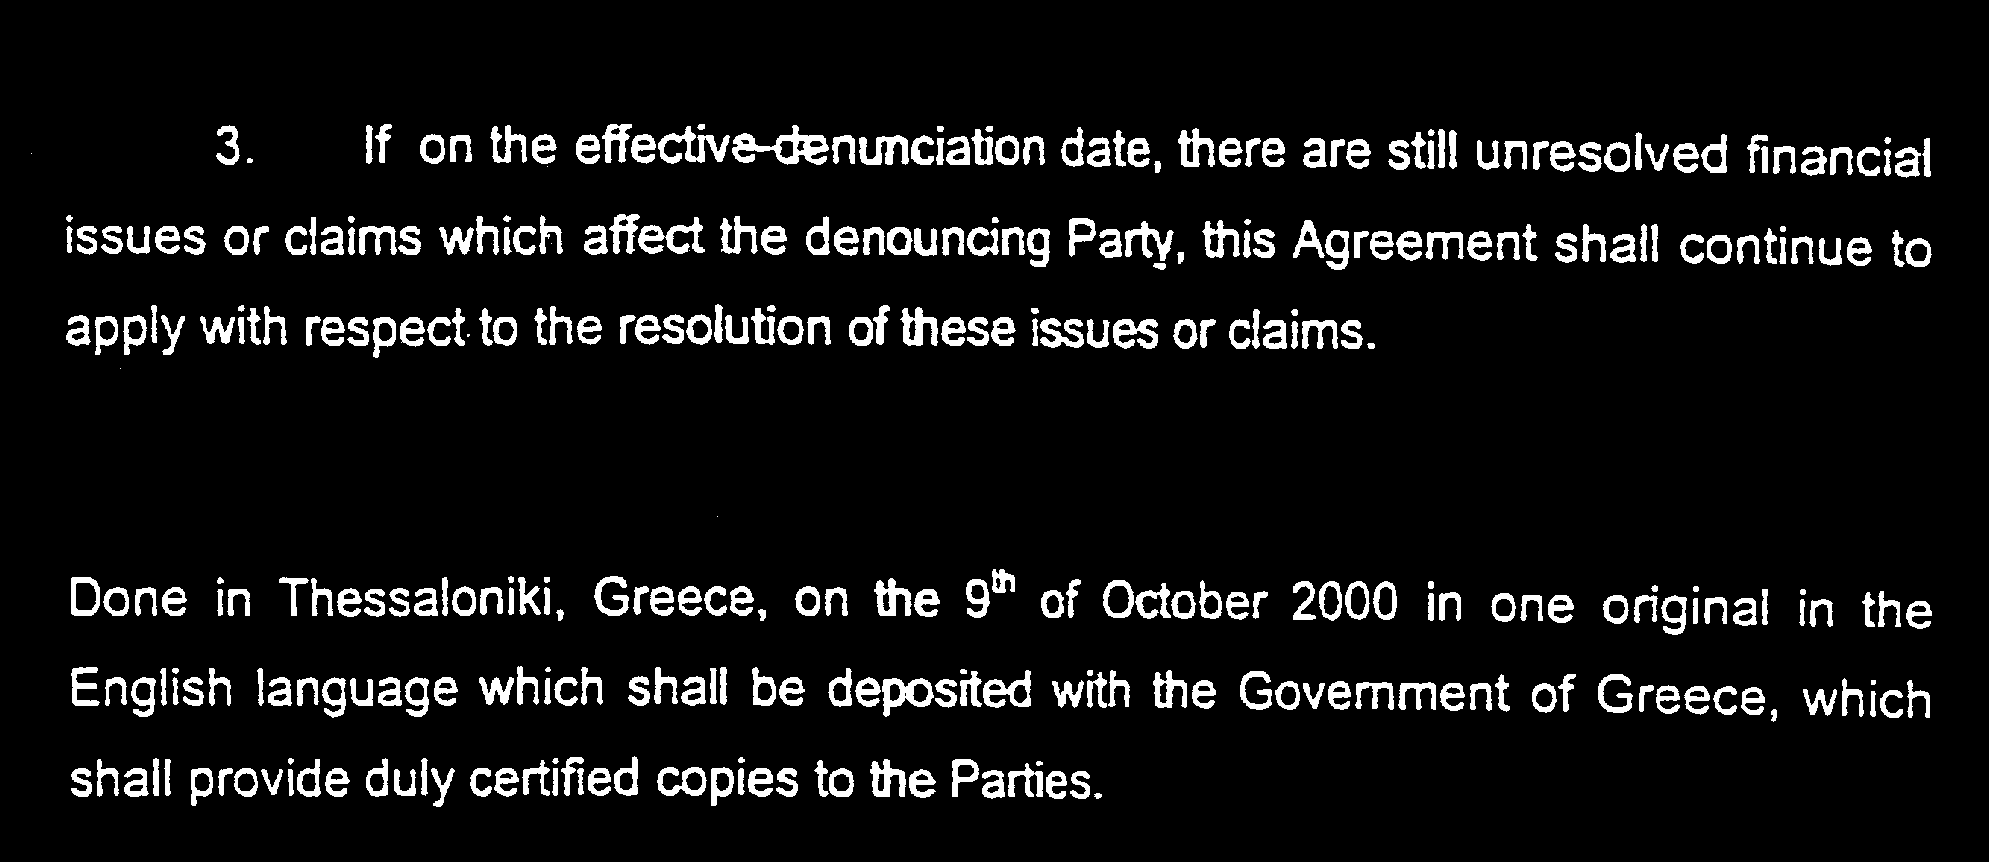 3. If on the effective denunciation date, there are still unresolved financial
issues or claims which affect the denouncing Party, this Agreement shall continue to
apply with respect to the resolution of these issues or claims.
Done in Thessaloniki, Greece, on the 9th of October 2000 in one original in the
English language which shall be deposited with the Government of Greece, which
shall provide duly certified copies to the Parties.